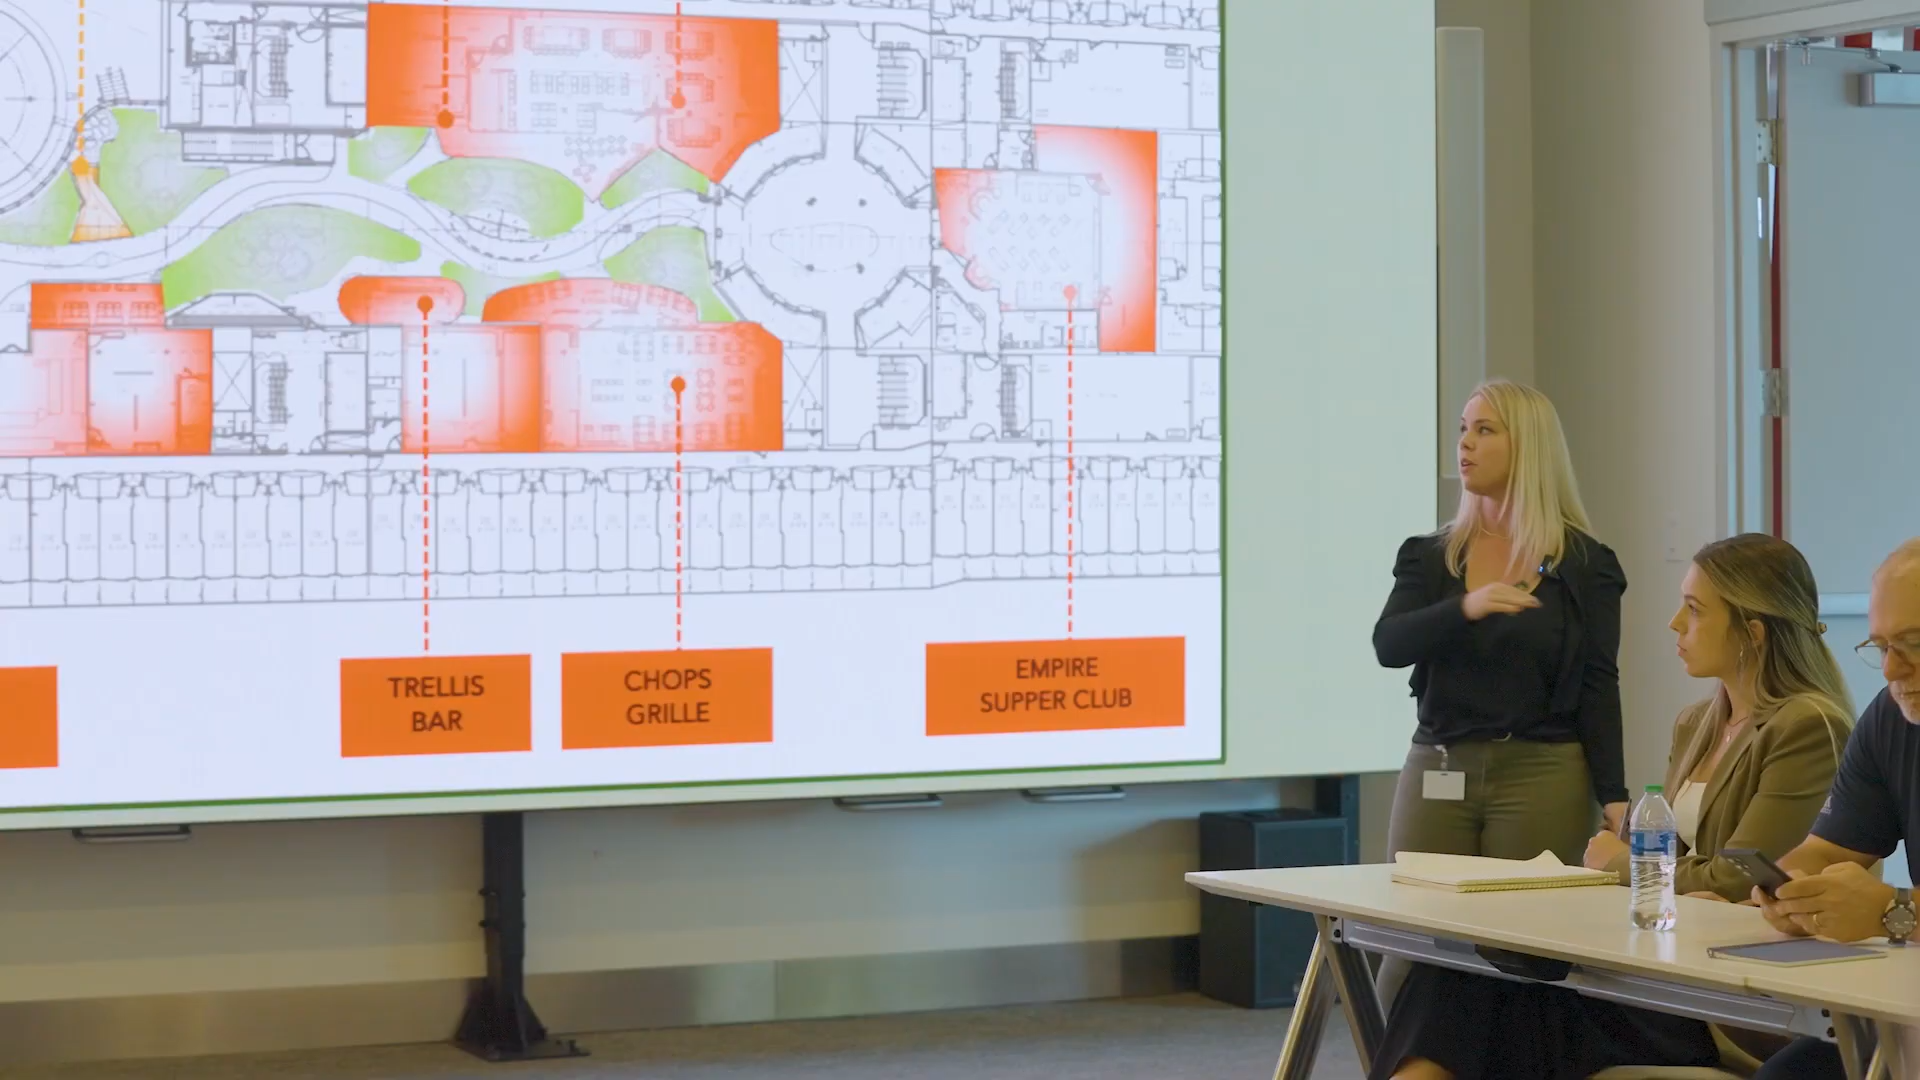 TRELLIS
BAR
CHOPS
GRILLE
EMPIRE
SUPPER CLUB